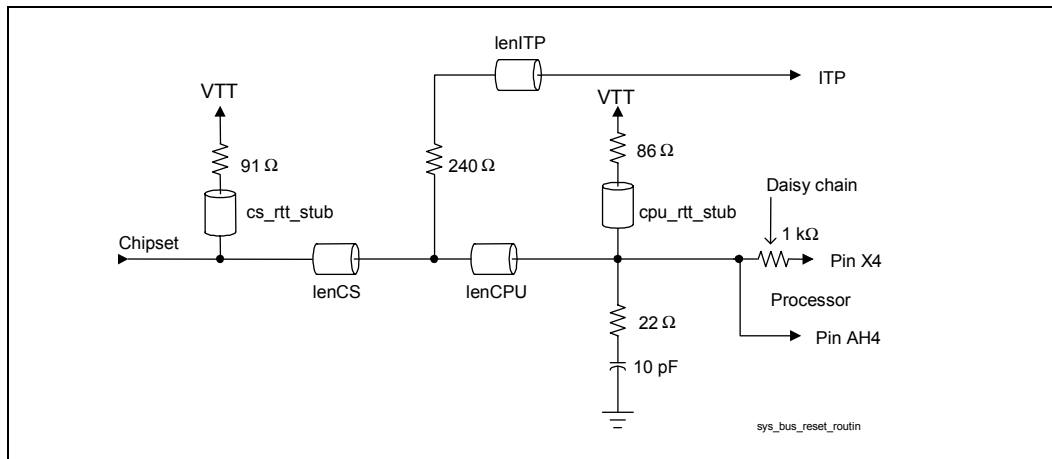 lenITP
VTT
ITP
VTT
91 Ω
240 Ω
86 Ω
cs_rtt_stub
cpu_rtt_stub
Daisy chain
Chipset
1 kΩ
Pin X4
lenCS
lenCPU
Processor
22 Ω
Pin AH4
10 pF
sys_bus_reset_routin